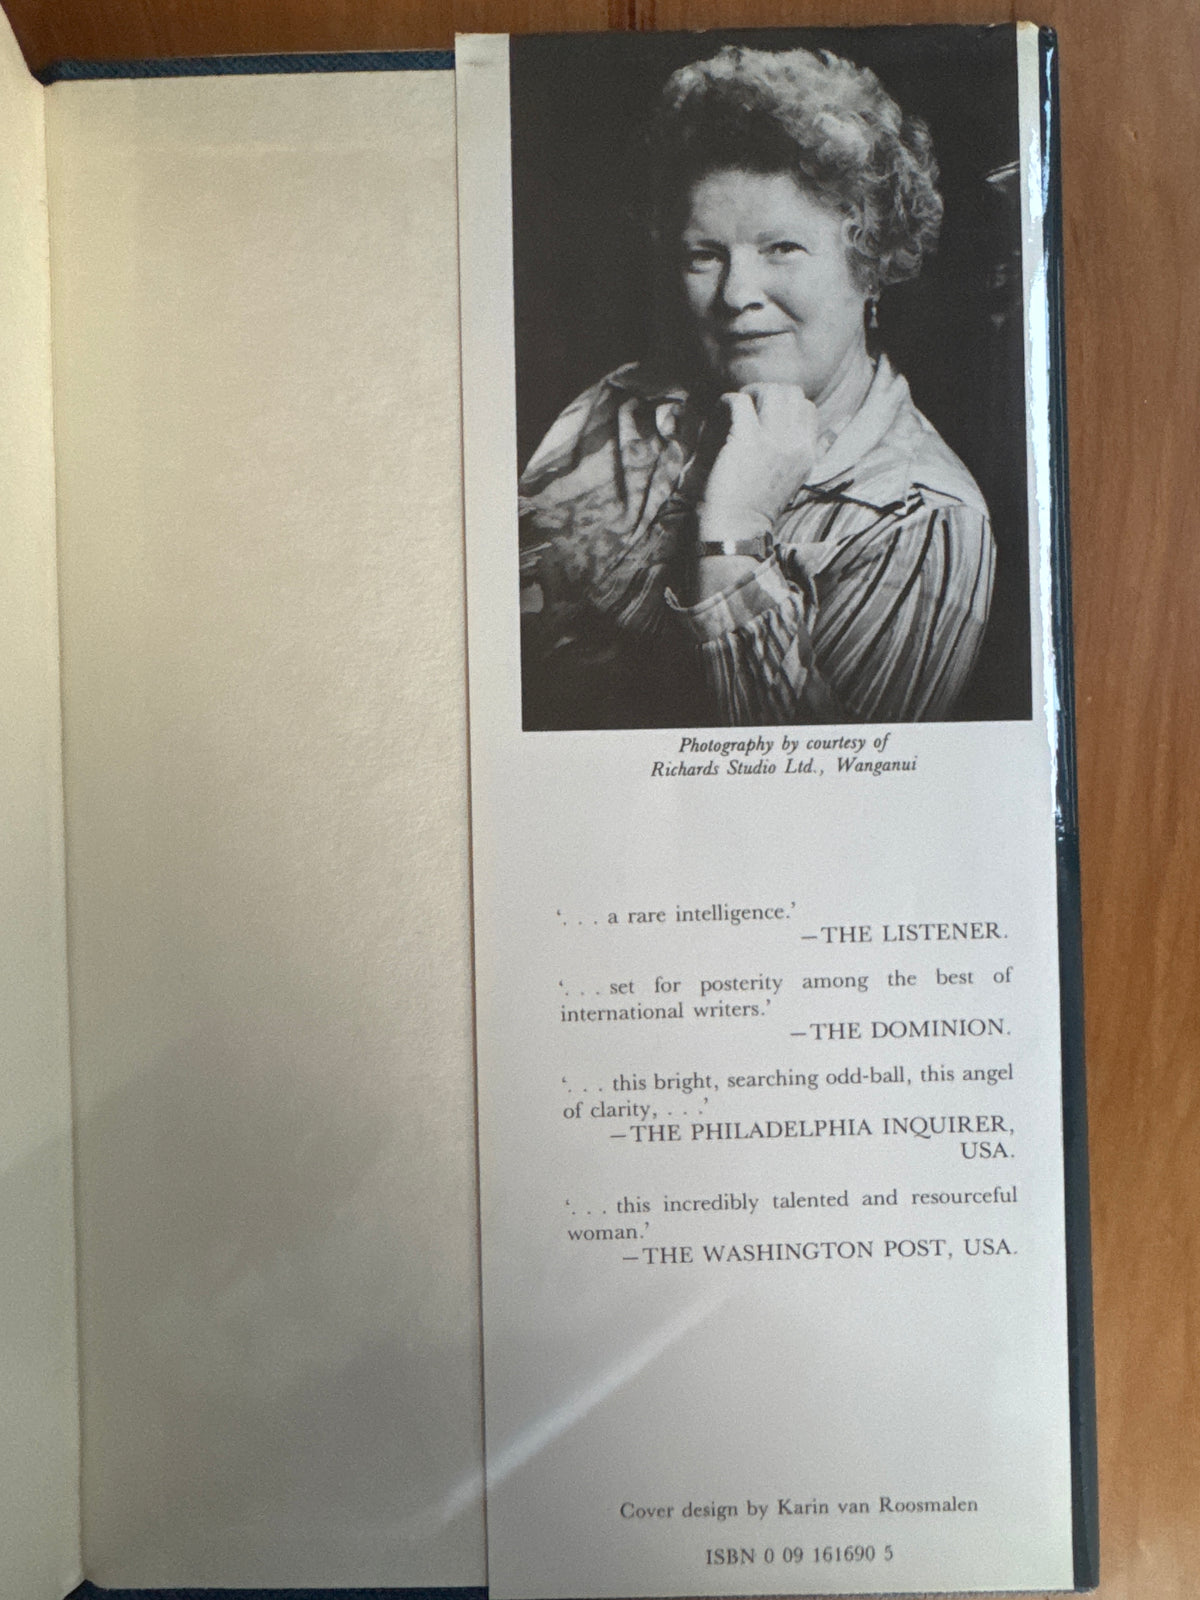 Photography by courtesy of
Richards Studio Ltd., Wanganui
‘. . . a rare intelligence.’
—THE LISTENER.
‘. . . set for posterity among the best of
international writers.’
—THE DOMINION.
‘. . . this bright, searching odd-ball, this angel
of clarity, . . .’
—THE PHILADELPHIA INQUIRER,
USA.
‘. . . this incredibly talented and resourceful
woman.’
—THE WASHINGTON POST, USA.
Cover design by Karin van Roosmalen
ISBN 0 09 161690 5